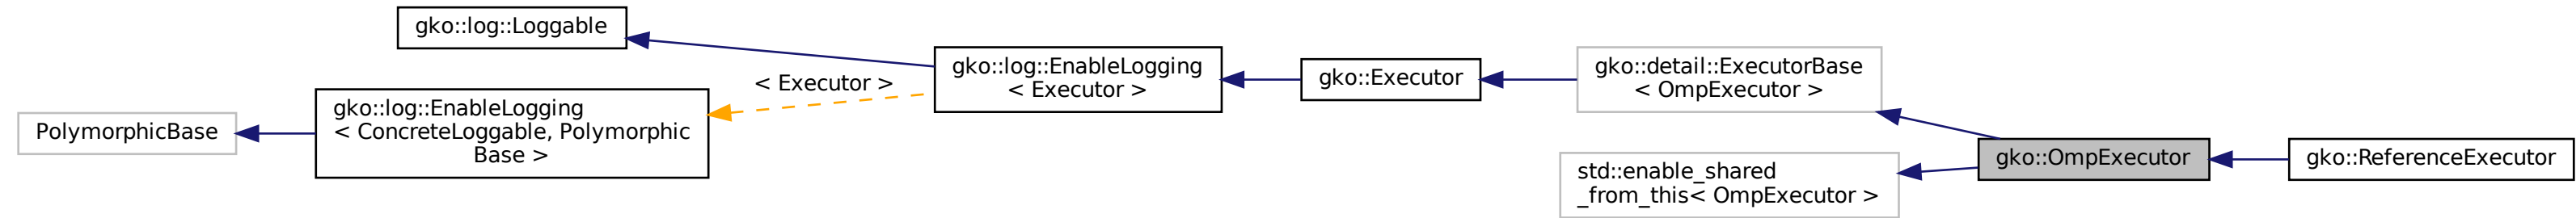 gko::log::Loggable
PolymorphicBase
gko::log::EnableLogging
< ConcreteLoggable, Polymorphic
Base >
< Executor >
gko::log::EnableLogging
< Executor >
gko::Executor
gko::detail::ExecutorBase
< OmpExecutor >
std::enable_shared
_from_this< OmpExecutor >
gko::OmpExecutor
gko::ReferenceExecutor